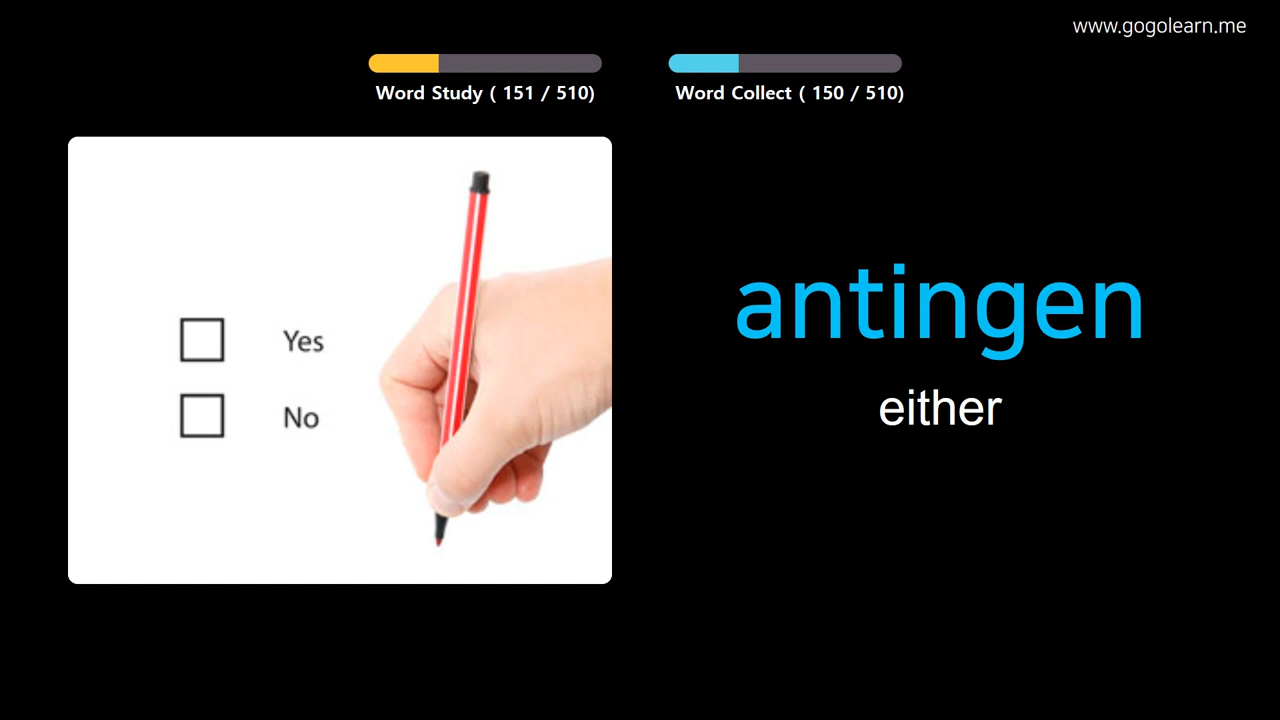 www.gogolearn.me
Word Study ( 151 / 510)
Word Collect ( 150 / 510)
Yes
No
antingen
either